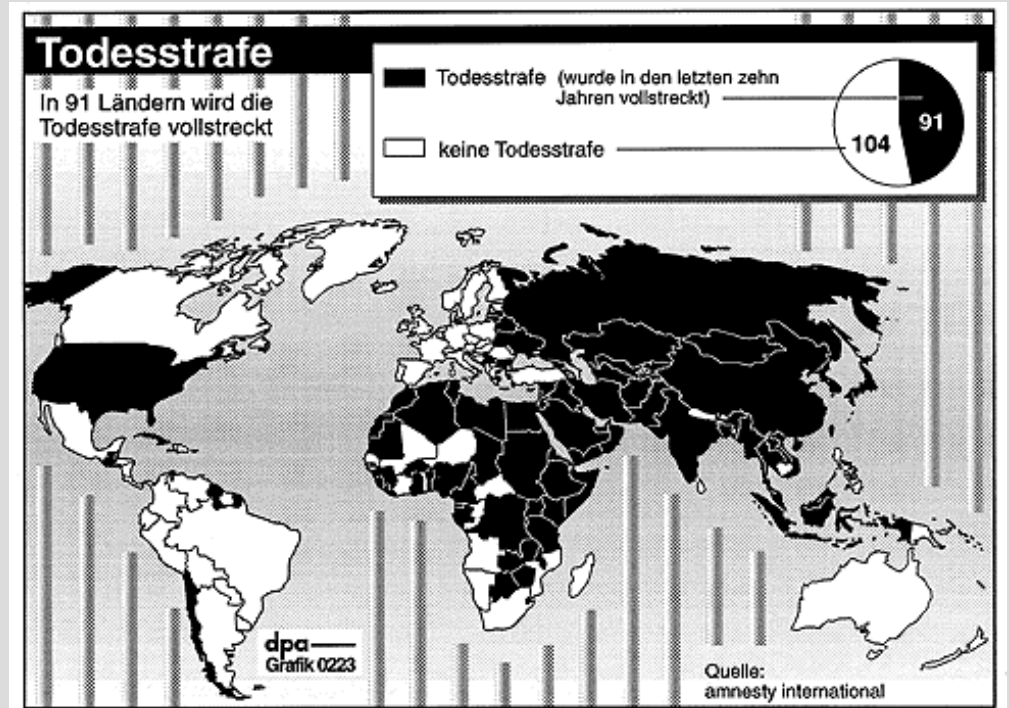 Todesstrafe
In 91 Ländern wird die
Todesstrafe vollstreckt
Todesstrafe (wurde in den letzten zehn
Jahren vollstreckt)
91
104
keine Todesstrafe
dpa
Grafik 0223
Quelle:
amnesty international